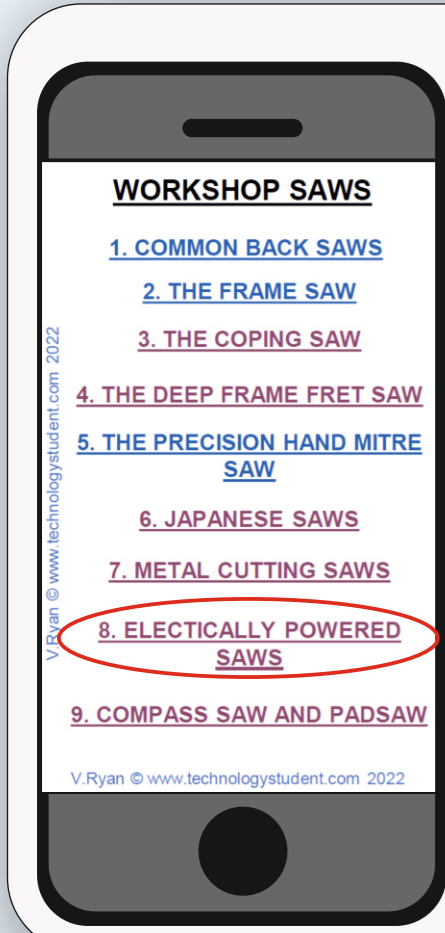 WORKSHOP SAWS
1. COMMON BACK SAWS
2. THE FRAME SAW
3. THE COPING SAW
4. THE DEEP FRAME FRET SAW
5. THE PRECISION HAND MITRE
SAW
6. JAPANESE SAWS
7. METAL CUTTING SAWS
8. ELECTICALLY POWERED
SAWS
9. COMPASS SAW AND PADSAW
V.Ryan © www.technologystudent.com 2022
V.Ryan © www.technologystudent.com 2022